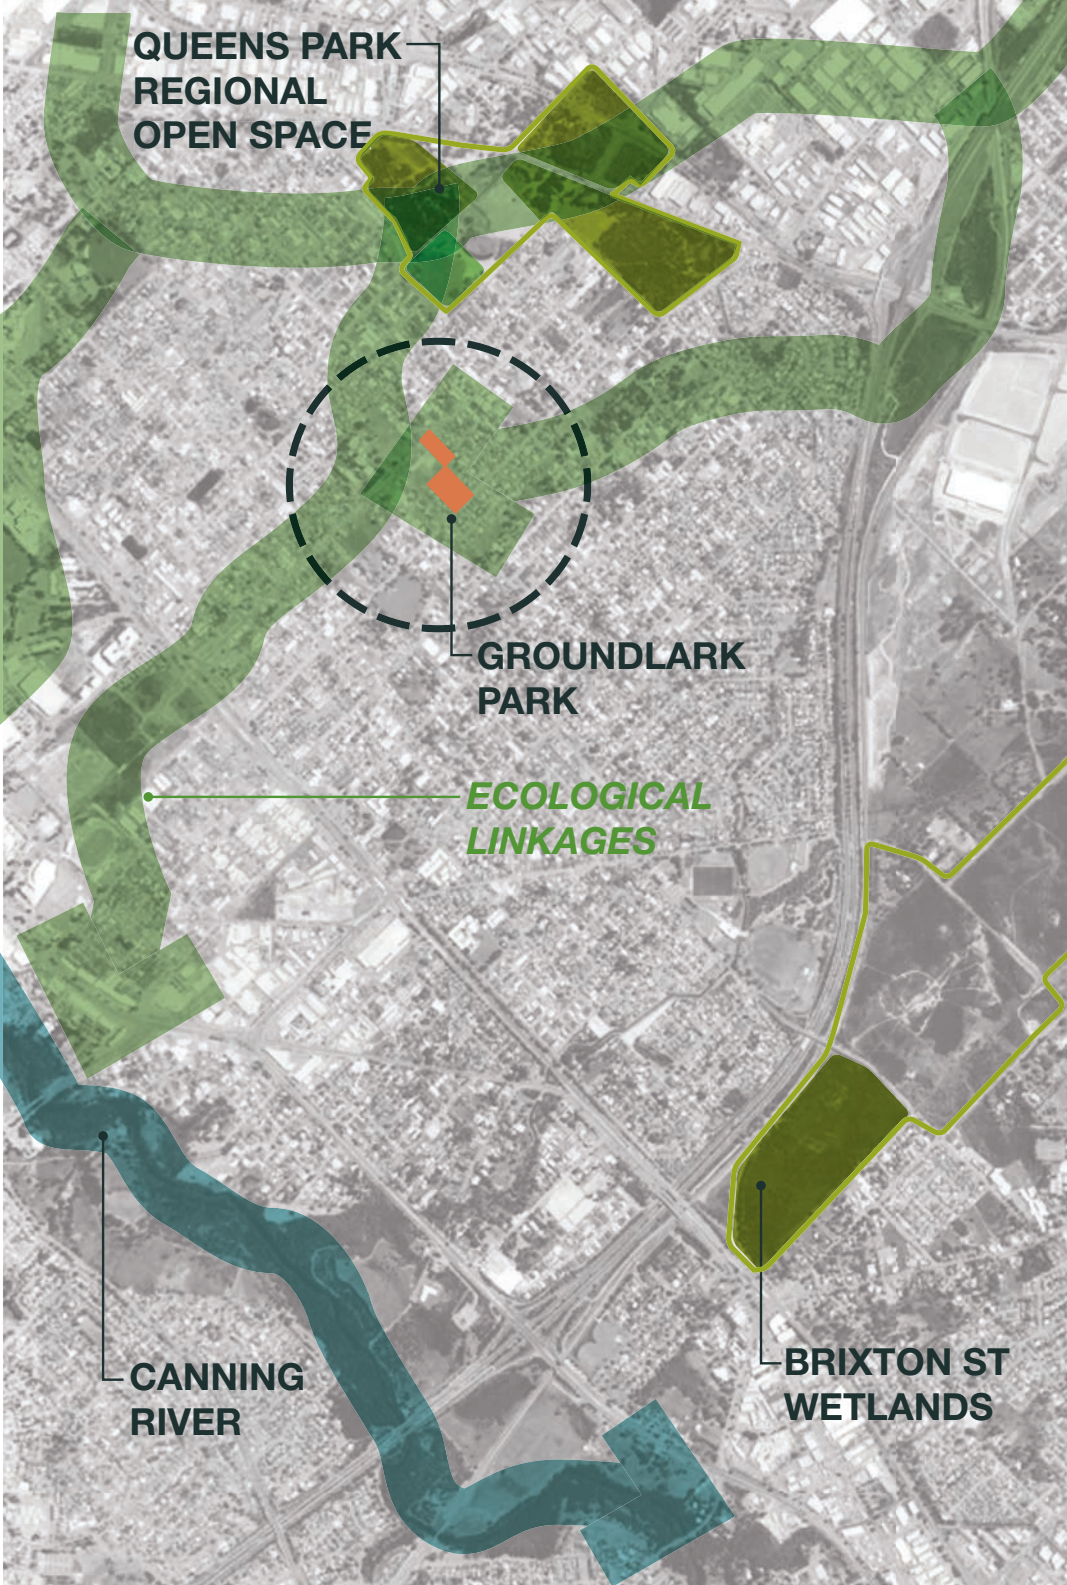 QUEENS PARK
REGIONAL
OPEN SPACE
GROUNDLARK
PARK
ECOLOGICAL
LINKAGES
CANNING
RIVER
BRIXTON ST
WETLANDS